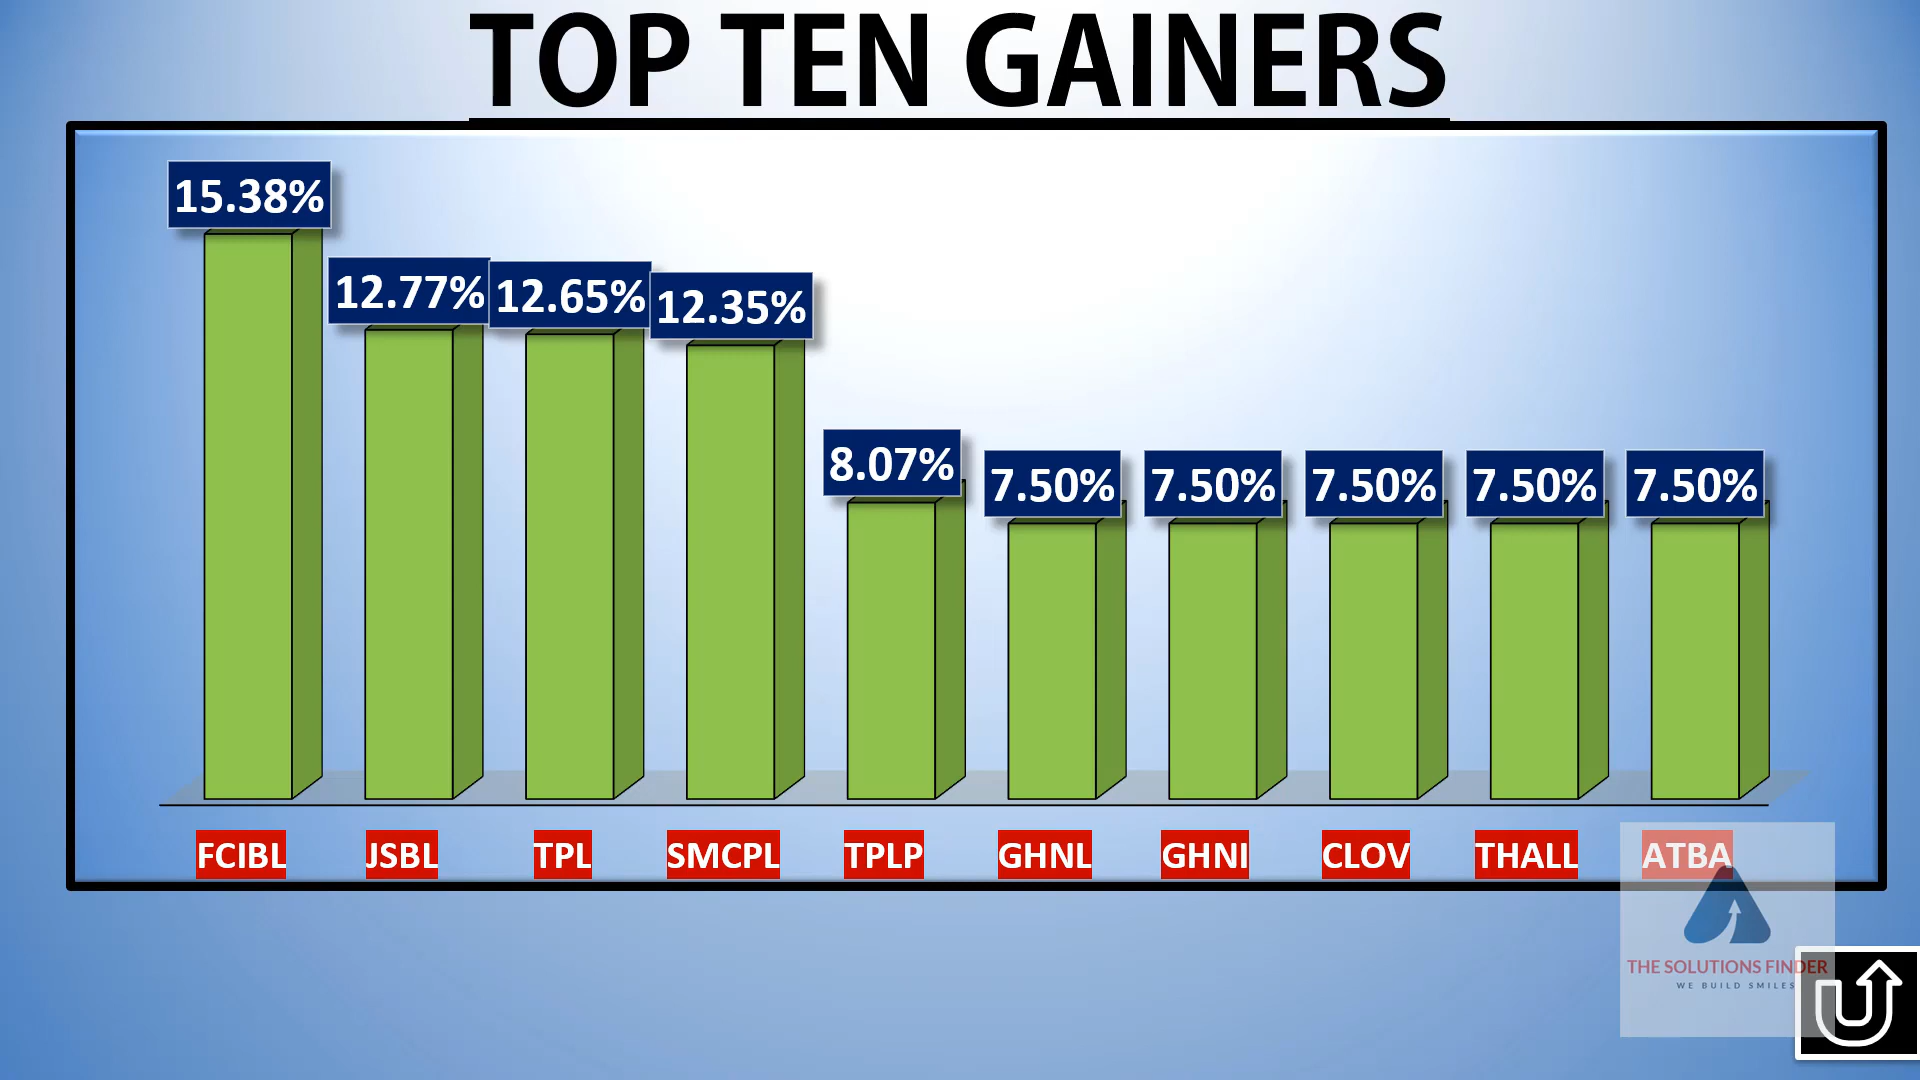 TOP TEN GAINERS
15.38%
12.77%
12.65%
12.35%
8.07%
7.50%
7.50%
7.50%
7.50%
7.50%
FCIBL
JSBL
TPL
SMCPL
TPLP
GHNL
GHNI
CLOV
THALL
ATBA
THE SOLUTIONS FINDER
WE BUILD SMILES